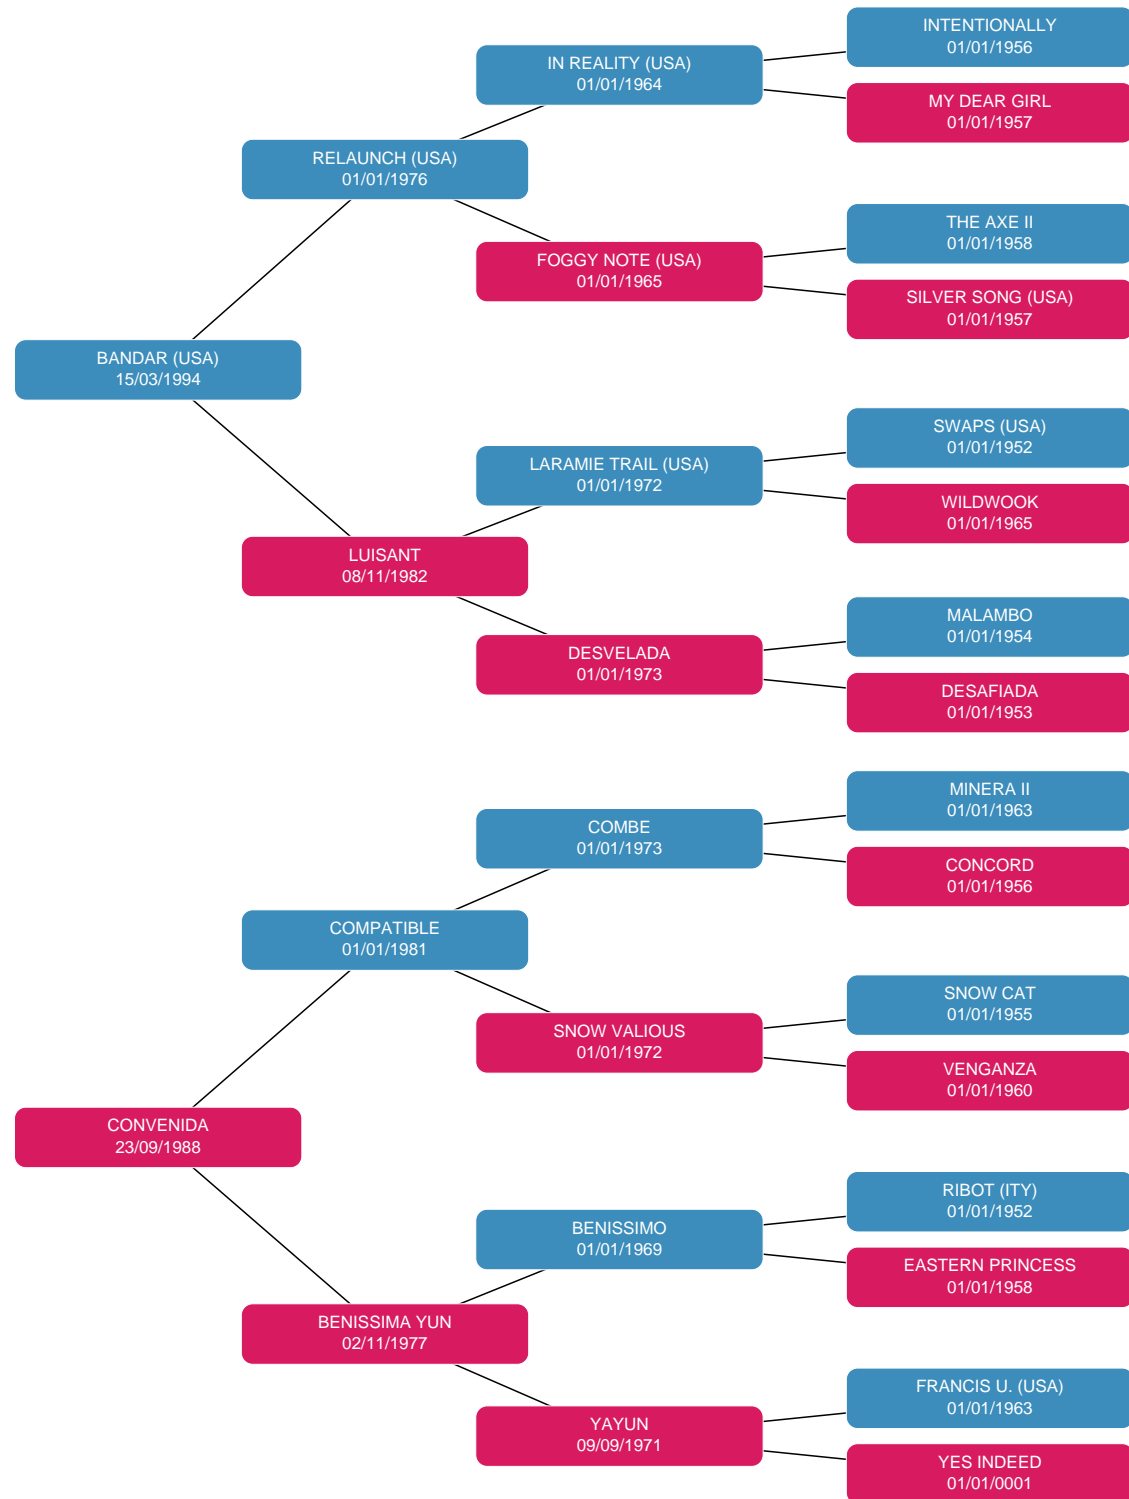 INTENTIONALLY
01/01/1956
IN REALITY (USA)
01/01/1964
MY DEAR GIRL
01/01/1957
RELAUNCH (USA)
01/01/1976
THE AXE II
01/01/1958
FOGGY NOTE (USA)
01/01/1965
SILVER SONG (USA)
01/01/1957
BANDAR (USA)
15/03/1994
SWAPS (USA)
01/01/1952
LARAMIE TRAIL (USA)
01/01/1972
WILDWOOK
01/01/1965
LUISANT
08/11/1982
MALAMBO
01/01/1954
DESVELADA
01/01/1973
DESAFIADA
01/01/1953
MINERA II
01/01/1963
COMBE
01/01/1973
CONCORD
01/01/1956
COMPATIBLE
01/01/1981
SNOW CAT
01/01/1955
SNOW VALIOUS
01/01/1972
VENGANZA
01/01/1960
CONVENIDA
23/09/1988
RIBOT (ITY)
01/01/1952
BENISSIMO
01/01/1969
EASTERN PRINCESS
01/01/1958
BENISSIMA YUN
02/11/1977
FRANCIS U. (USA)
01/01/1963
YAYUN
09/09/1971
YES INDEED
01/01/0001